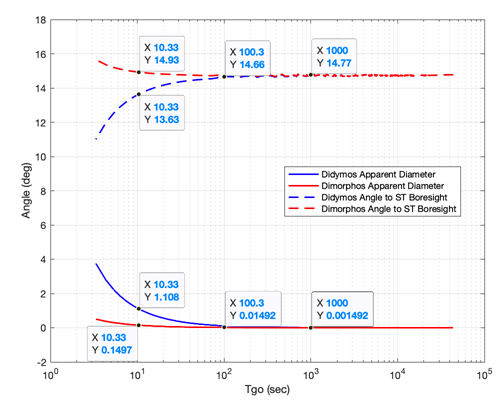 18
16
14
12
10
8
6
4
2
0
-2
Angle (deg)
X 10.33
Y 14.93
X 100.3
Y 14.66
X 1000
Y 14.77
X 10.33
Y 13.63
Didymos Apparent Diameter
Dimorphos Apparent Diameter
Didymos Angle to ST Boresight
Dimorphos Angle to ST Boresight
X 10.33
Y 1.108
X 100.3
Y 0.01492
X 1000
Y 0.001492
X 10.33
Y 0.1497
10^0
10^1
10^2
10^3
10^4
10^5
Tgo (sec)